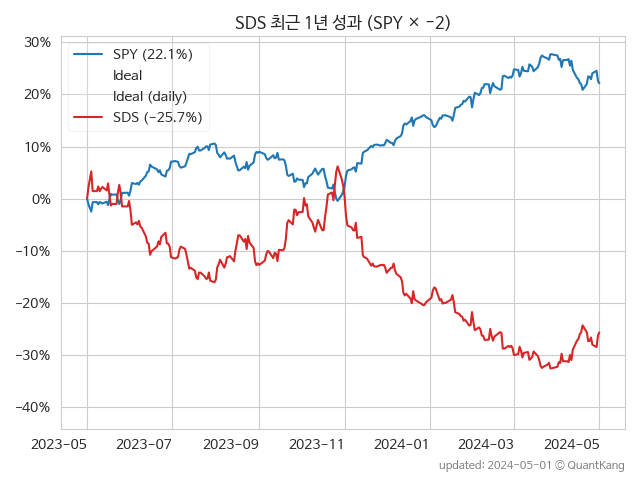 SDS 최근 1년 성과 (SPY × −2)
SPY (22.1%)
Ideal
Ideal (daily)
SDS (−25.7%)
30%
20%
10%
0%
−10%
−20%
−30%
−40%
2023-05 2023-07 2023-09 2023-11 2024-01 2024-03 2024-05
updated: 2024-05-01 © QuantKang